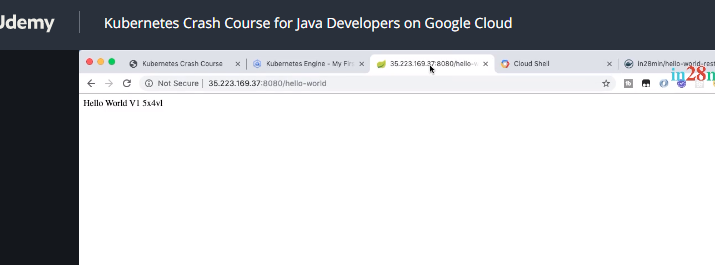 Udemy
Kubernetes Crash Course for Java Developers on Google Cloud
Kubernetes Crash Course
Kubernetes Engine - My Fir
35.223.169.37:8080/hello-w
Cloud Shell
in28min/hello-world-rest
Not Secure | 35.223.169.37:8080/hello-world
in28m
Hello World V1 5x4vl